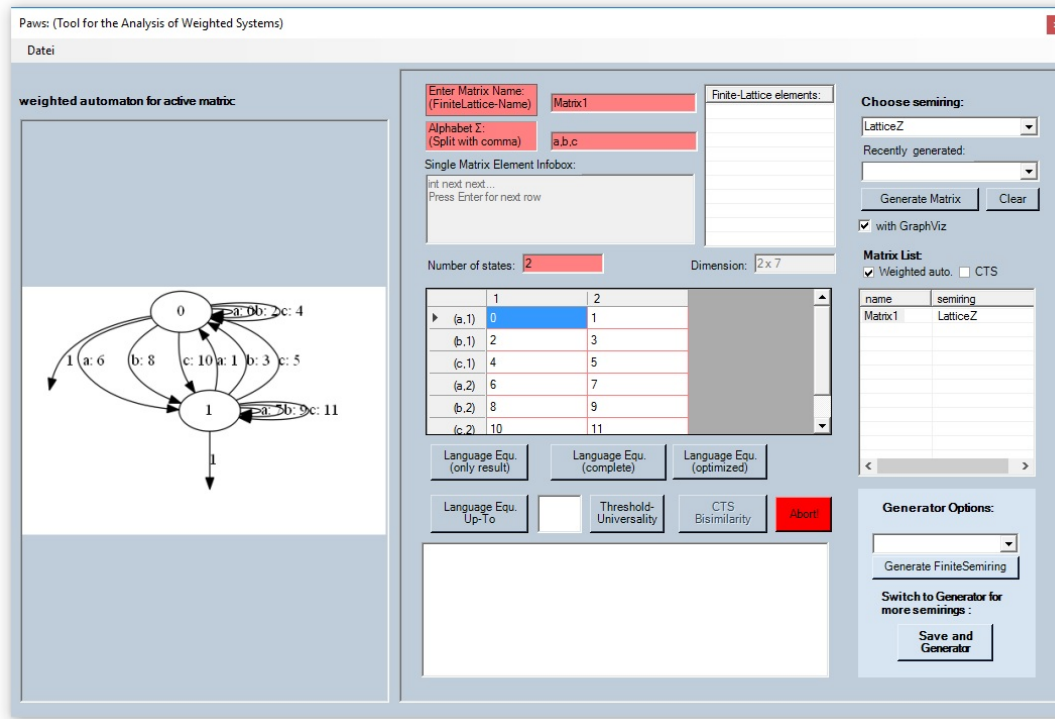 Paws: (Tool for the Analysis of Weighted Systems)
Datei
weighted automaton for active matrix:
0
a: 0
b: 2
c: 4
1
a: 6
b: 8
c: 10
a: 1
b: 3
c: 5
1
b: 9
c: 11
1
Enter Matrix Name:
(FiniteLattice-Name)
Matrix1
Alphabet Σ:
(Split with comma)
a,b,c
Single Matrix Element Infobox:
int next next...
Press Enter for next row
Finite-Lattice elements:
Number of states:
2
Dimension:
2 x 7
1 2
(a,1) 0 1
(b,1) 2 3
(c,1) 4 5
(a,2) 6 7
(b,2) 8 9
(c,2) 10 11
Language Equ.
(only result)
Language Equ.
(complete)
Language Equ.
(optimized)
Language Equ.
Up-To
Threshold-
Universality
CTS
Bisimilarity
Abort!
Choose semiring:
LatticeZ
Recently generated:
Generate Matrix
Clear
with GraphViz
Matrix List:
Weighted auto.
CTS
name semiring
Matrix1 LatticeZ
Generator Options:
Generate FiniteSemiring
Switch to Generator for
more semirings :
Save and
Generator